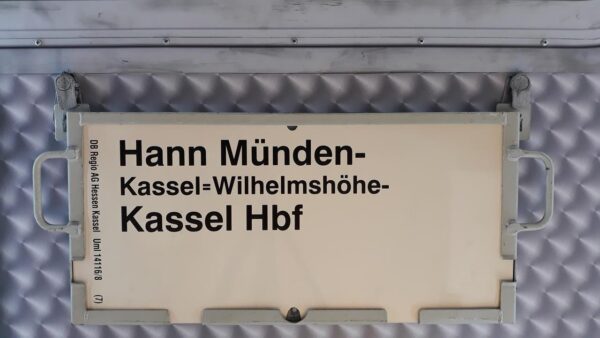 Hann Münden-
Kassel=Wilhelmshöhe-
Kassel Hbf
DB Regio AG Hessen Kassel Uml 14116/8 (7)